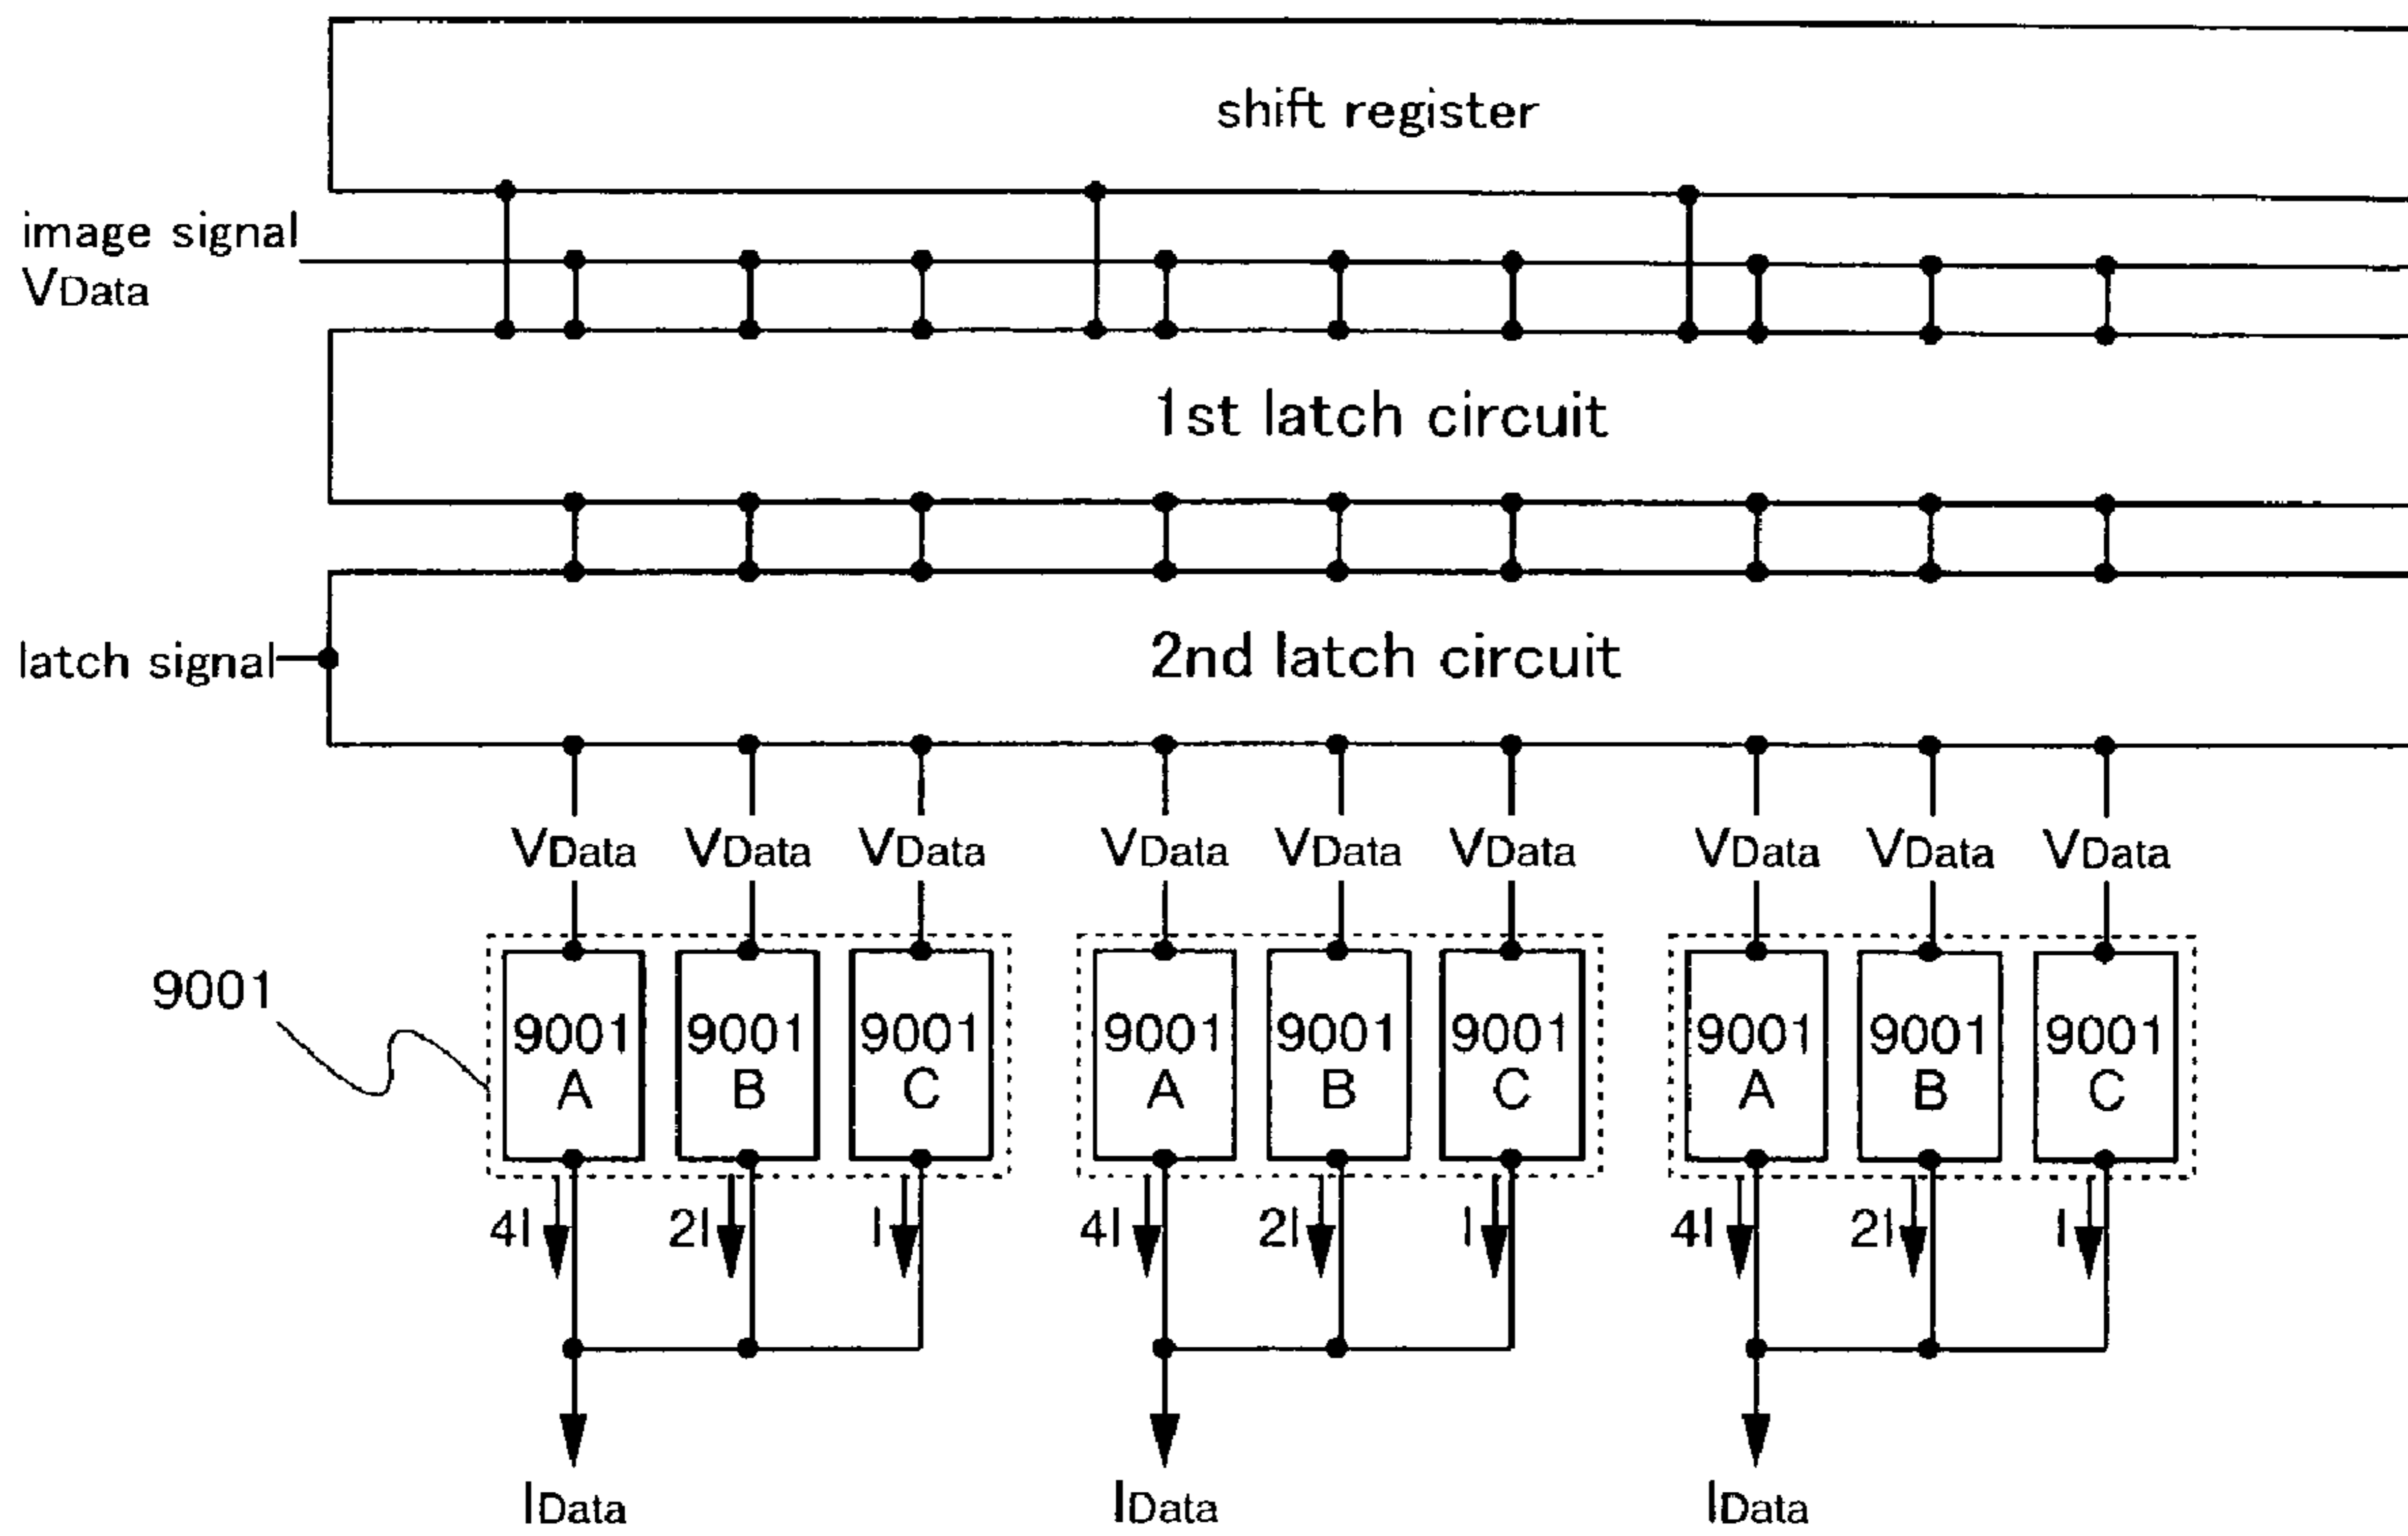 shift register
image signal
VData
1st latch circuit
latch signal
2nd latch circuit
VData VData VData VData VData VData VData VData VData
9001
9001 9001 9001 9001 9001 9001 9001 9001 9001
A B C A B C A B C
4I 2I I 4I 2I I 4I 2I I
IData IData IData